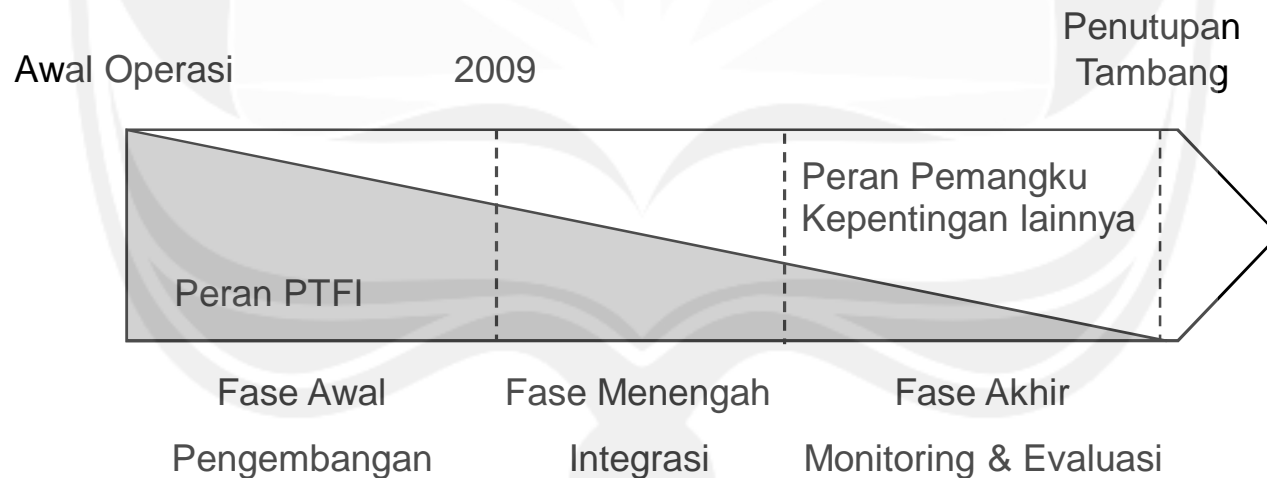 Awal Operasi
2009
Penutupan
Tambang
Peran Pemangku
Kepentingan lainnya
Peran PTFI
Fase Awal
Fase Menengah
Fase Akhir
Pengembangan
Integrasi
Monitoring & Evaluasi